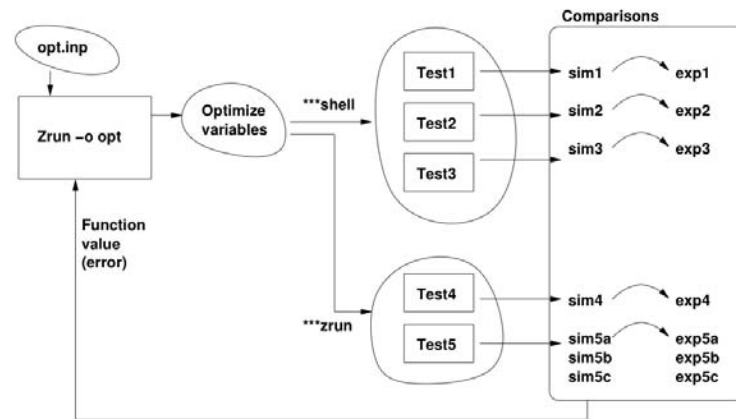 Comparisons
opt.inp
Zrun –o opt
Optimize
variables
***shell
Test1
Test2
Test3
sim1
exp1
sim2
exp2
sim3
exp3
Function
value
(error)
***zrun
Test4
Test5
sim4
exp4
sim5a
exp5a
sim5b
exp5b
sim5c
exp5c